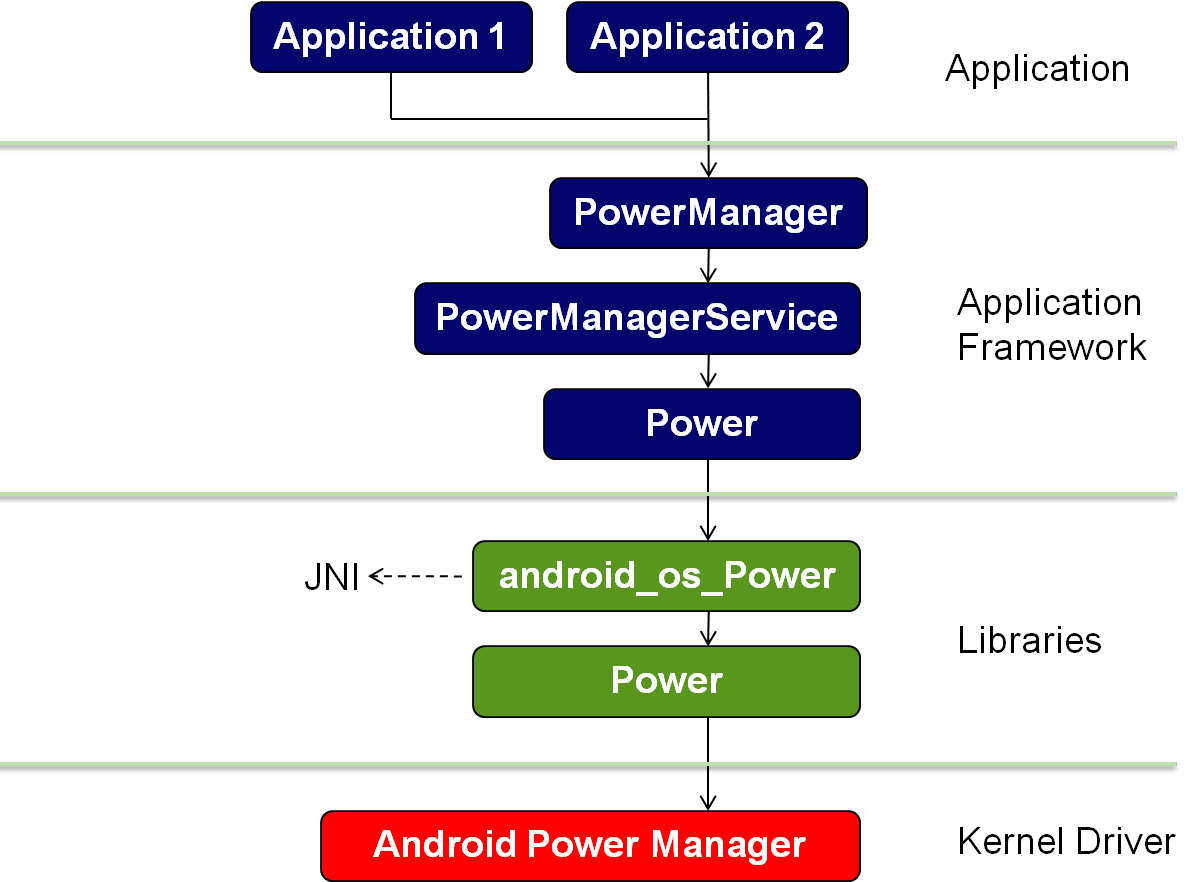 Application 1
Application 2
Application
PowerManager
PowerManagerService
Application
Framework
Power
JNI
android_os_Power
Libraries
Power
Android Power Manager
Kernel Driver